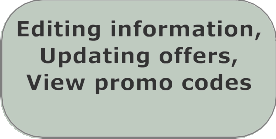 Editing information,
Updating offers,
View promo codes